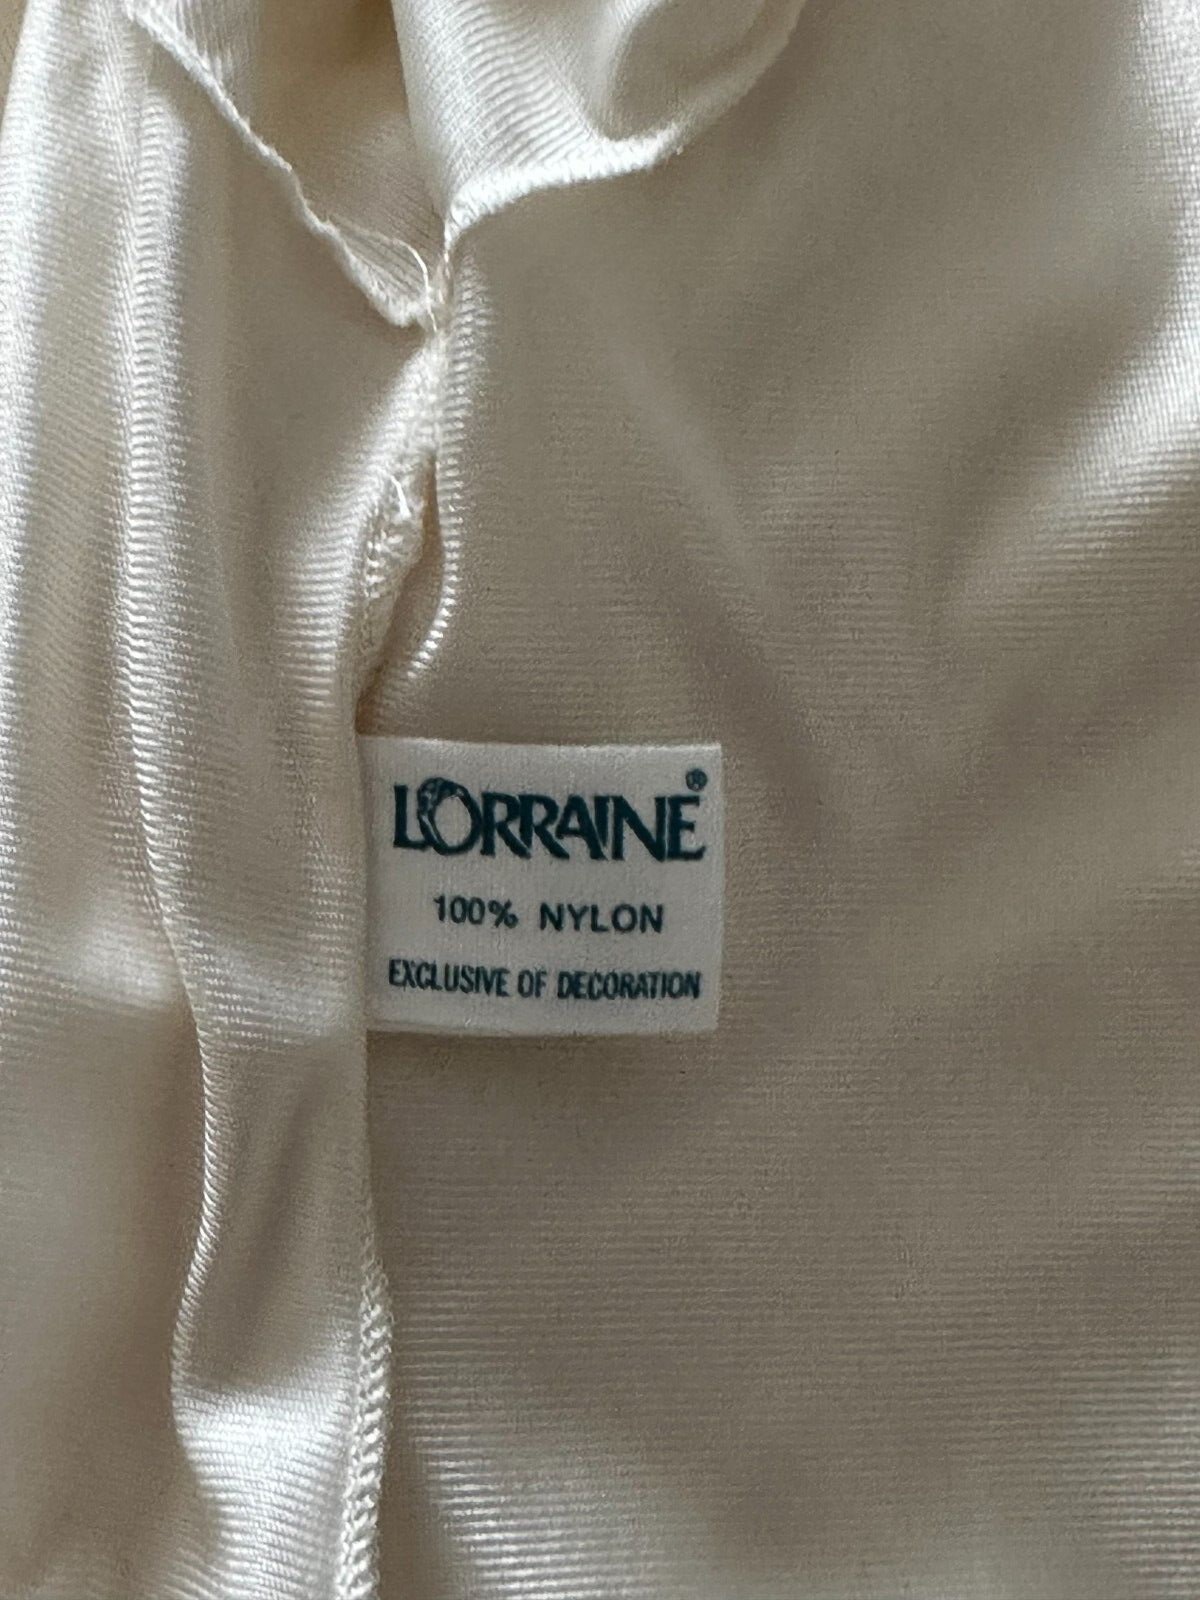 LORRAINE®
100% NYLON
EXCLUSIVE OF DECORATION